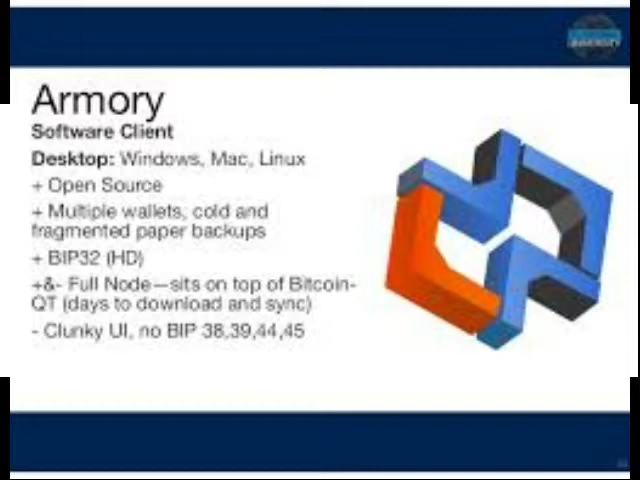 Armory
Software Client
Desktop: Windows, Mac, Linux
+ Open Source
+ Multiple wallets, cold and
fragmented paper backups
+ BIP32 (HD)
+&- Full Node—sits on top of Bitcoin-
QT (days to download and sync)
- Clunky UI, no BIP 38,39,44,45